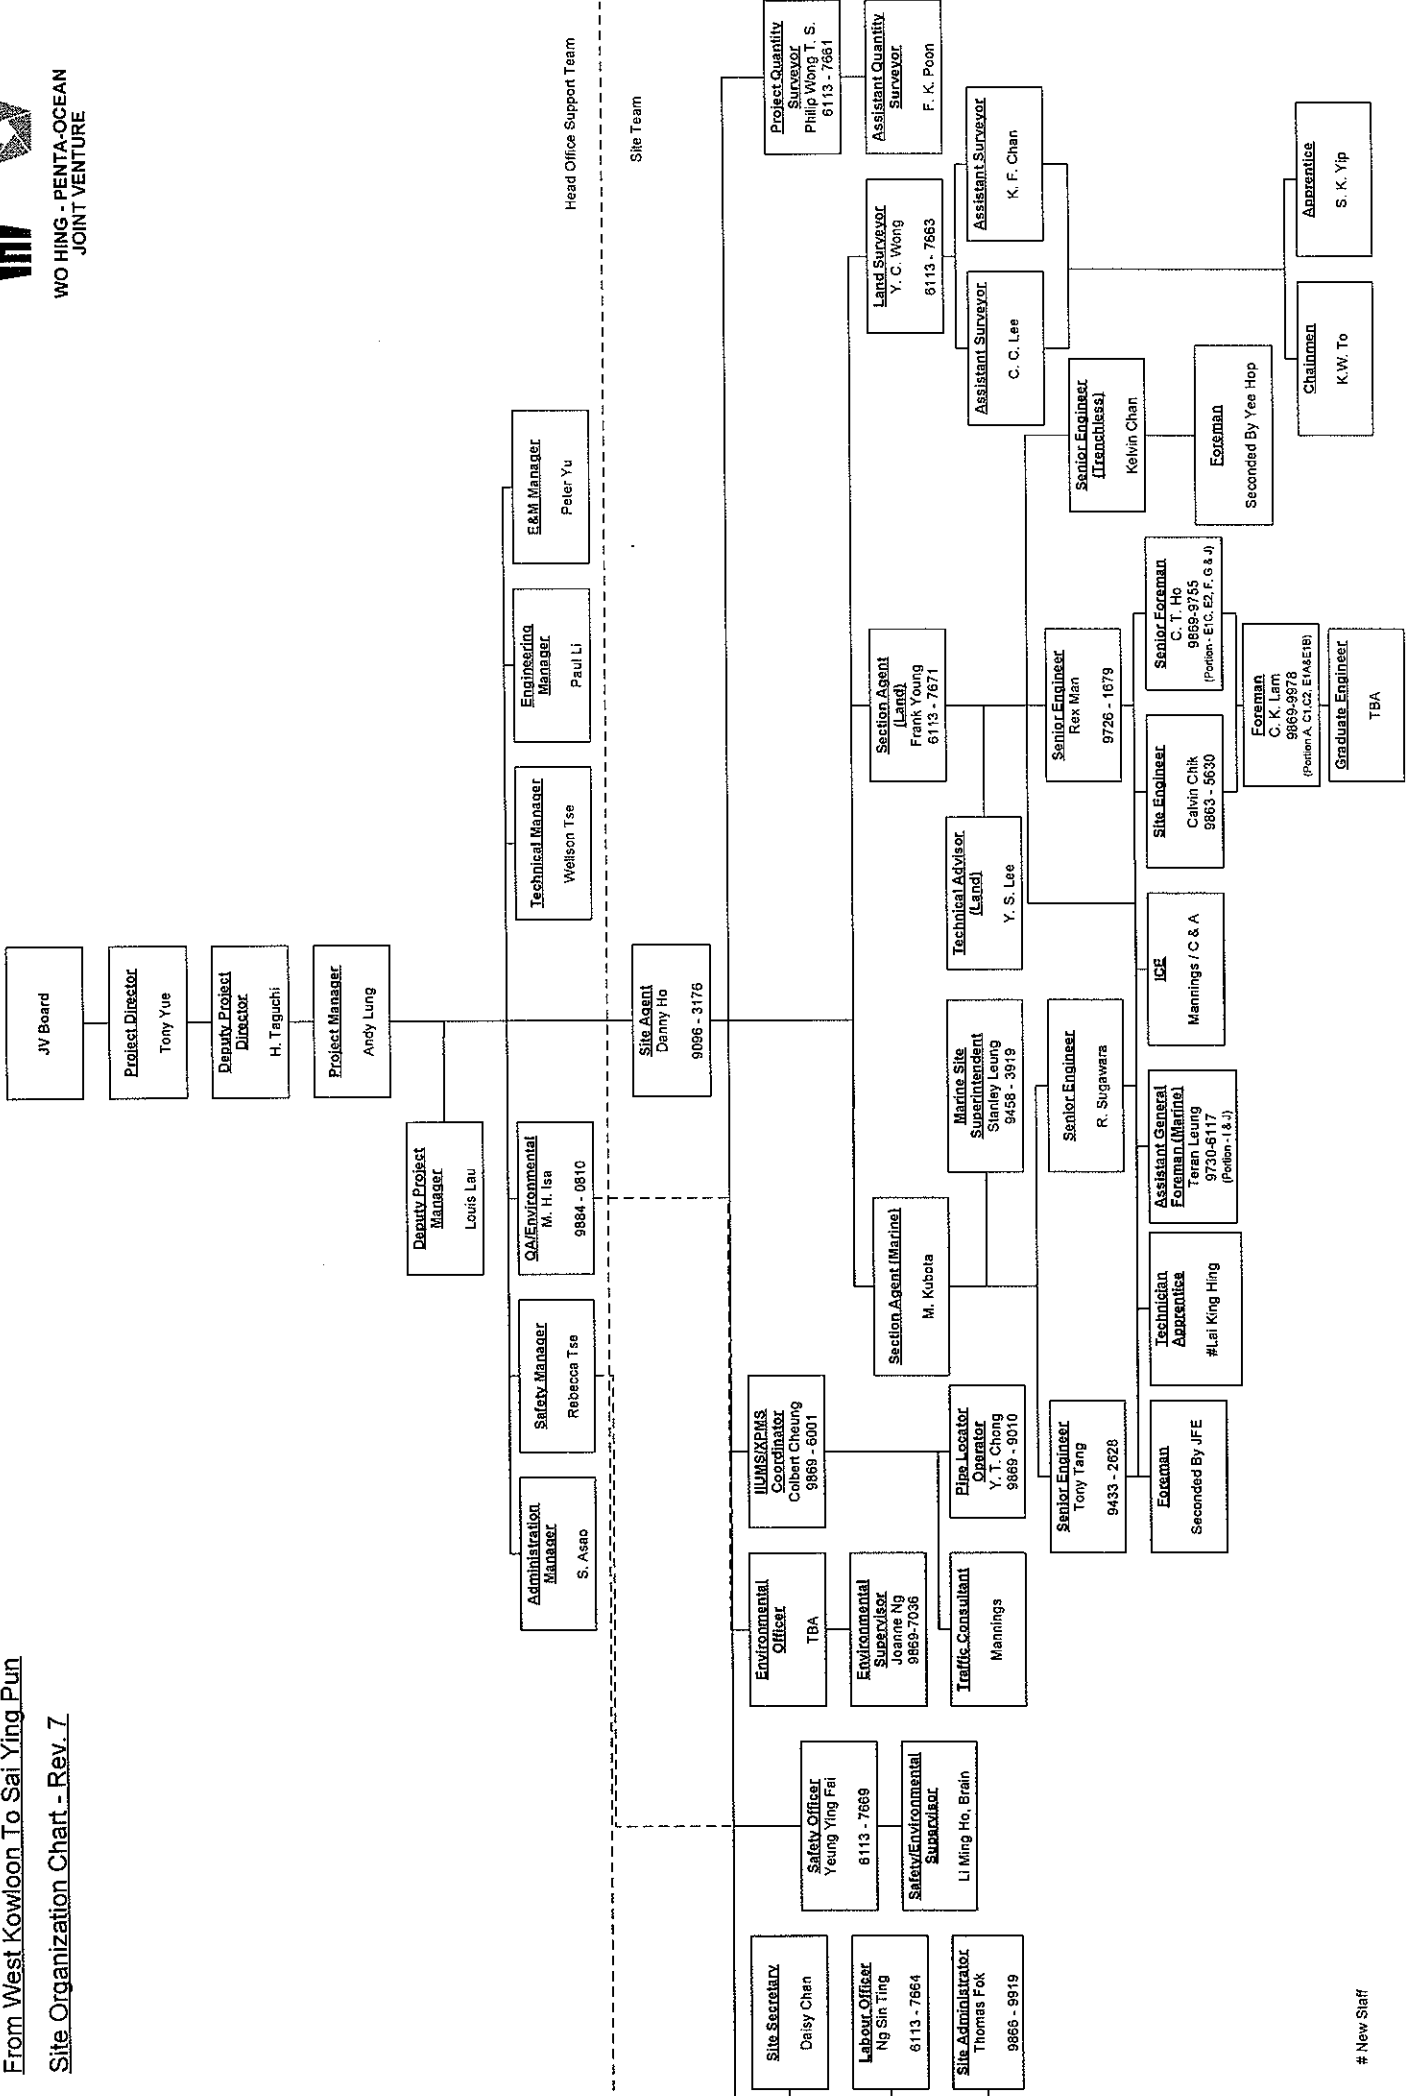 From West Kowloon To Sai Ying Pun
Site Organization Chart - Rev. 7
WO HING - PENTA-OCEAN
JOINT VENTURE
JV Board
Project Director
Tony Yue
Deputy Project
Director
H. Taguchi
Project Manager
Andy Lung
Deputy Project
Manager
Louis Lau
Administration
Manager
S. Asao
Safety Manager
Rebecca Tse
QA/Environmental
M. H. Isa
9884 - 0810
Technical Manager
Wellson Tse
Engineering
Manager
Paul Li
E&M Manager
Peter Yu
Head Office Support Team
Site Team
Site Agent
Danny Ho
9096 - 3176
Site Secretary
Daisy Chan
Labour Officer
Ng Sin Ting
6113 - 7664
Site Administrator
Thomas Fok
9866 - 9919
Safety Officer
Yeung Ying Fai
6113 - 7669
Safety/Environmental
Supervisor
Li Ming Ho, Brain
Environmental
Officer
TBA
Environmental
Supervisor
Joanne Ng
9869-7036
Traffic Consultant
Mannings
IIUMS/XPMS
Coordinator
Colbert Cheung
9869 - 6001
Pipe Locator
Operator
Y. T. Chong
9869 - 9010
Project Quantity
Surveyor
Philip Wong T. S.
6113 - 7661
Assistant Quantity
Surveyor
F. K. Poon
Section Agent (Marine)
M. Kubota
Marine Site
Superintendent
Stanley Leung
9458 - 3919
Section Agent
(Land)
Frank Young
6113 - 7671
Technical Advisor
(Land)
Y. S. Lee
Land Surveyor
Y. C. Wong
6113 - 7663
Assistant Surveyor
C. C. Lee
Assistant Surveyor
K. F. Chan
Senior Engineer
Tony Tang
9433 - 2628
Senior Engineer
R. Sugawara
Senior Engineer
Rex Man
9726 - 1679
Senior Engineer
(Trenchless)
Kelvin Chan
Foreman
Seconded By JFE
Technician
Apprentice
#Lai King Hing
Assistant General
Foreman (Marine)
Teran Leung
9730-6117
(Portion - I & J)
ICE
Mannings / C & A
Site Engineer
Calvin Chik
9863 - 5630
Senior Foreman
C. T. Ho
9869-9755
(Portion - E1C, E2, F, G & J)
Foreman
Seconded By Yee Hop
Foreman
C. K. Lam
9869-9978
(Portion A, C1,C2, E1A&E1B)
Graduate Engineer
TBA
Chainmen
K.W. To
Apprentice
S. K. Yip
# New Staff